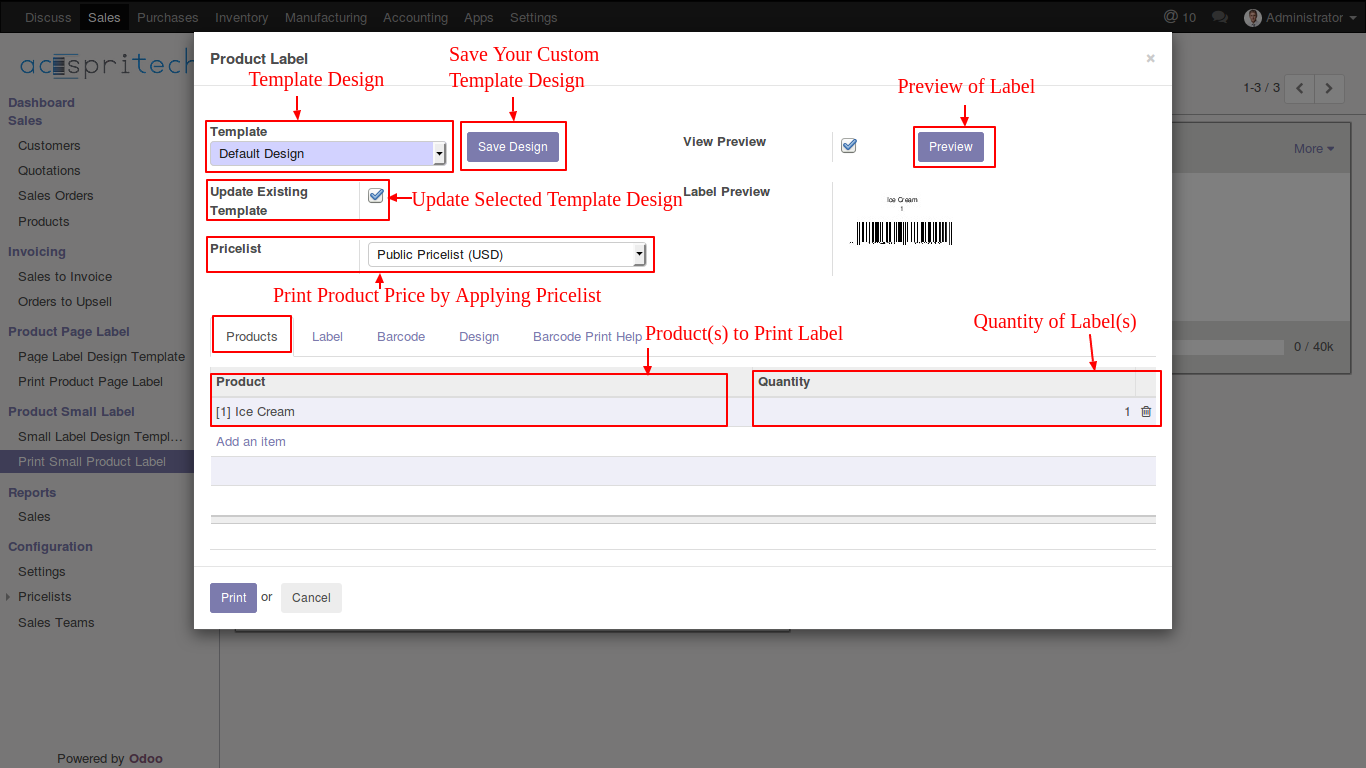 Discuss Sales Purchases Inventory Manufacturing Accounting Apps Settings @ 10 Administrator
acespritech
Dashboard
Sales
Customers
Quotations
Sales Orders
Products
Invoicing
Sales to Invoice
Orders to Upsell
Product Page Label
Page Label Design Template
Print Product Page Label
Product Small Label
Small Label Design Templ...
Print Small Product Label
Reports
Sales
Configuration
Settings
Pricelists
Sales Teams
Powered by Odoo
1-3 / 3
More
0 / 40k
Product Label ×
Template Design
Save Your Custom
Template Design
Preview of Label
Template
Default Design
Save Design
View Preview
Preview
Update Existing
Template
Update Selected Template Design
Label Preview
Ice Cream
1
Pricelist
Public Pricelist (USD)
Print Product Price by Applying Pricelist
Products Label Barcode Design Barcode Print Help
Product(s) to Print Label
Quantity of Label(s)
Product Quantity
[1] Ice Cream 1
Add an item
Print or Cancel